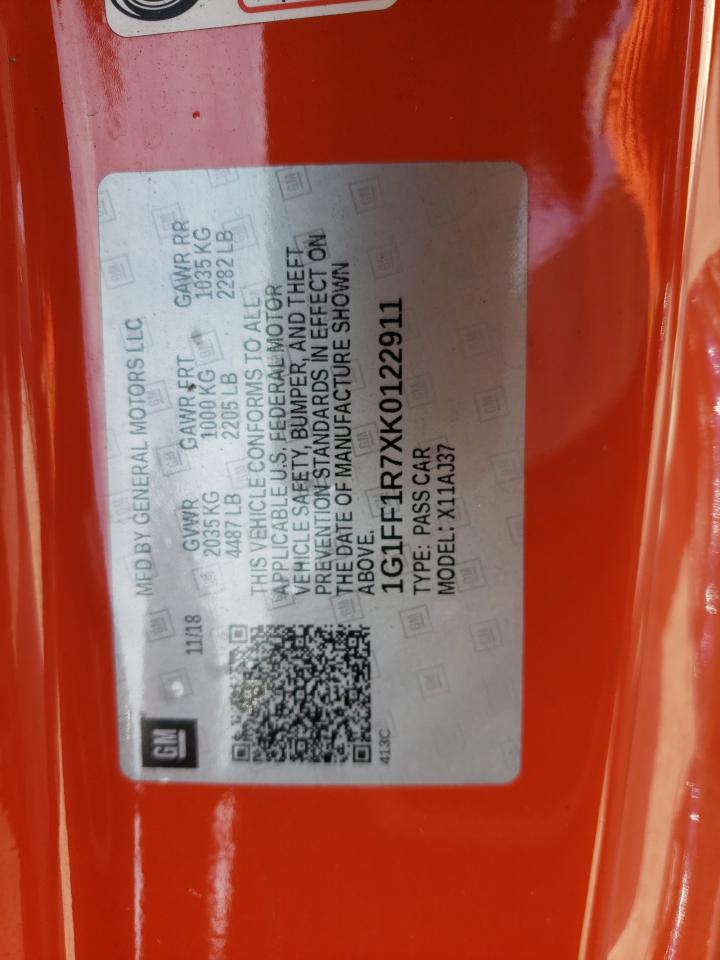 GM
MFD BY GENERAL MOTORS LLC
11/18
GVWR GAWR FRT GAWR RR
2035 KG 1000 KG 1035 KG
4487 LB 2205 LB 2282 LB
THIS VEHICLE CONFORMS TO ALL
APPLICABLE U.S. FEDERAL MOTOR
VEHICLE SAFETY, BUMPER, AND THEFT
PREVENTION STANDARDS IN EFFECT ON
THE DATE OF MANUFACTURE SHOWN
ABOVE.
1G1FF1R7XK0122911
TYPE: PASS CAR
MODEL: X11AJ37
413C